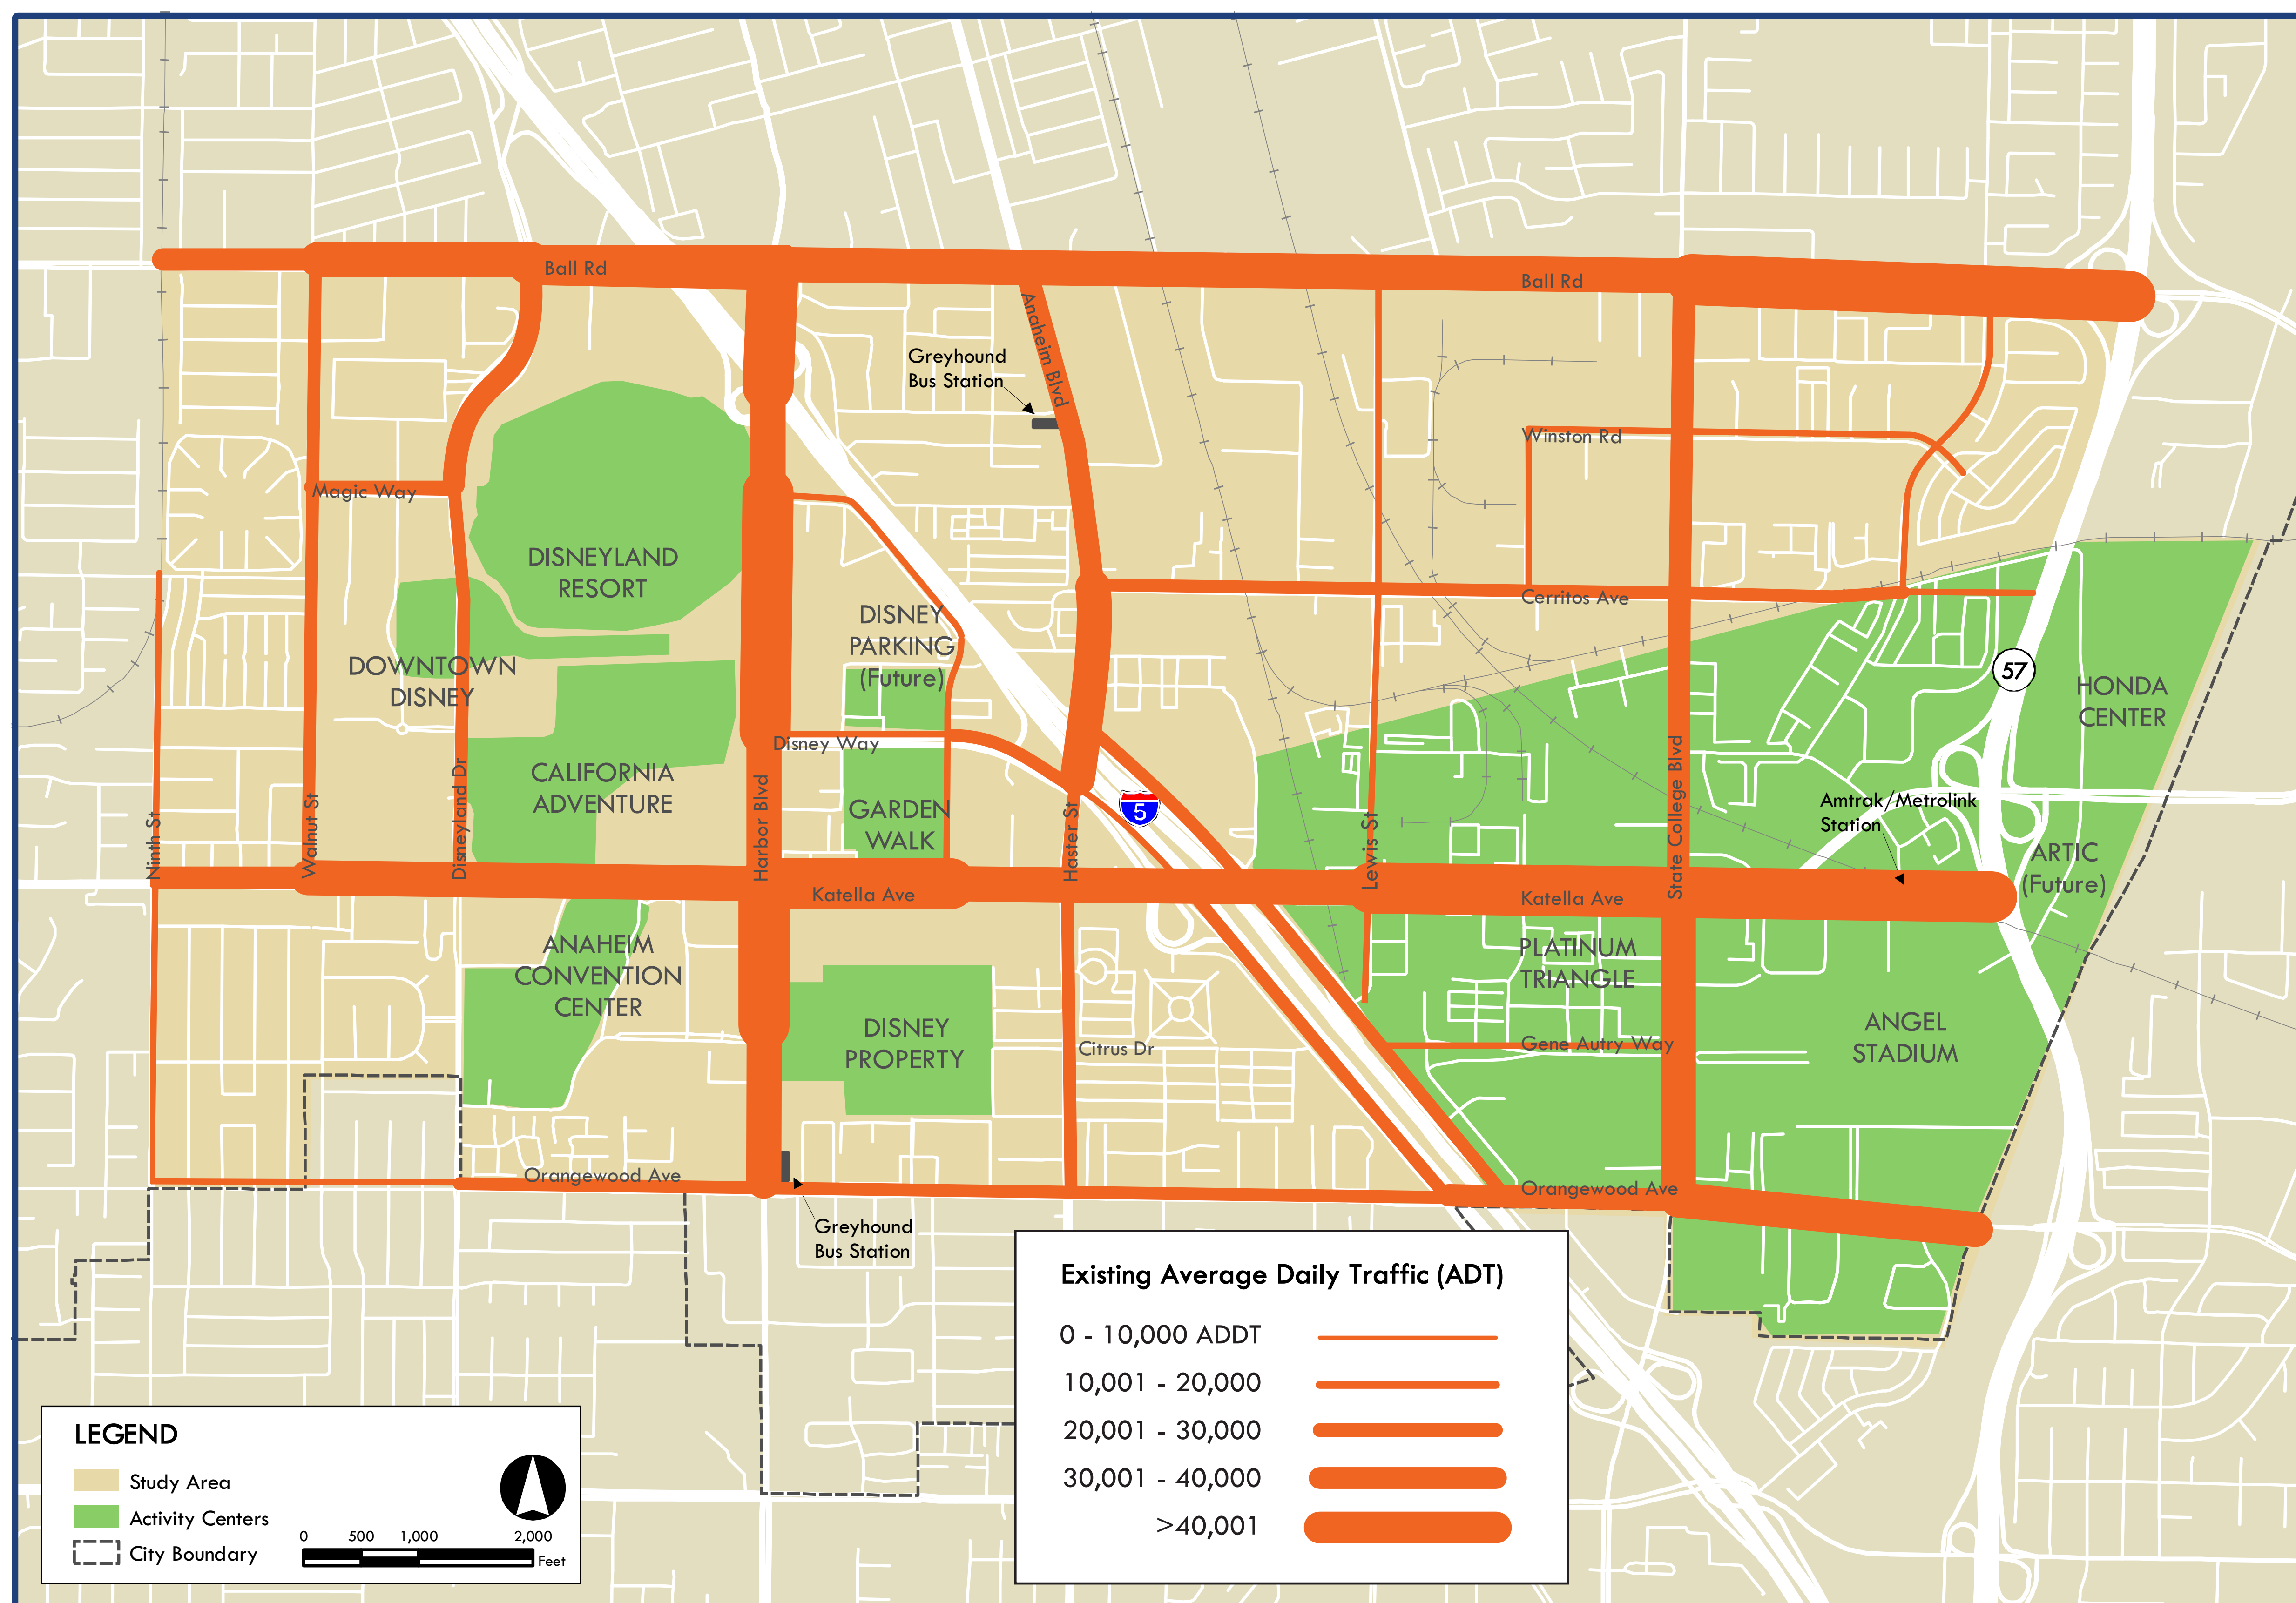 Ball Rd
Ball Rd
Anaheim Blvd
Greyhound
Bus Station
Winston Rd
Magic Way
DISNEYLAND
RESORT
Cerritos Ave
DISNEY
PARKING
(Future)
57
DOWNTOWN
DISNEY
HONDA
CENTER
Disney Way
CALIFORNIA
ADVENTURE
GARDEN
WALK
5
Amtrak/Metrolink
Station
Ninth St
Walnut St
Disneyland Dr
Harbor Blvd
Haster St
Lewis St
State College Blvd
ARTIC
(Future)
Katella Ave
Katella Ave
ANAHEIM
CONVENTION
CENTER
PLATINUM
TRIANGLE
DISNEY
PROPERTY
Citrus Dr
Gene Autry Way
ANGEL
STADIUM
Orangewood Ave
Orangewood Ave
Greyhound
Bus Station
Existing Average Daily Traffic (ADT)
0 - 10,000 ADDT
10,001 - 20,000
20,001 - 30,000
30,001 - 40,000
>40,001
LEGEND
Study Area
Activity Centers
City Boundary
0 500 1,000 2,000
Feet